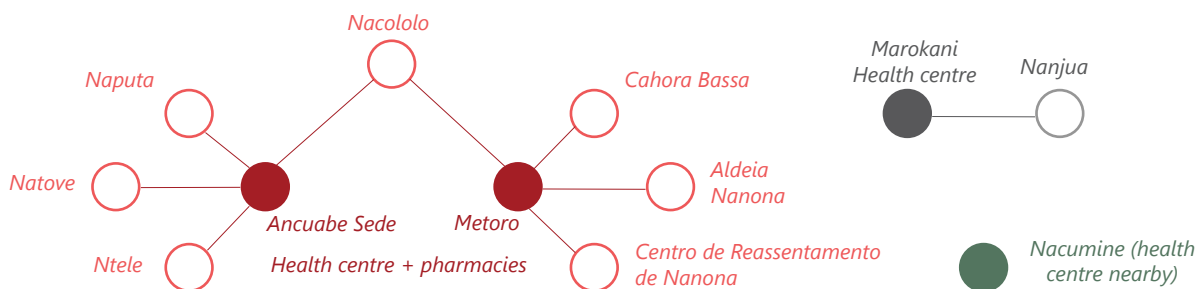 Nacololo
Naputa
Cahora Bassa
Marokani
Health centre
Nanjua
Natove
Aldeia
Nanona
Ancuabe Sede
Metoro
Ntele
Health centre + pharmacies
Centro de Reassentamento
de Nanona
Nacumine (health
centre nearby)